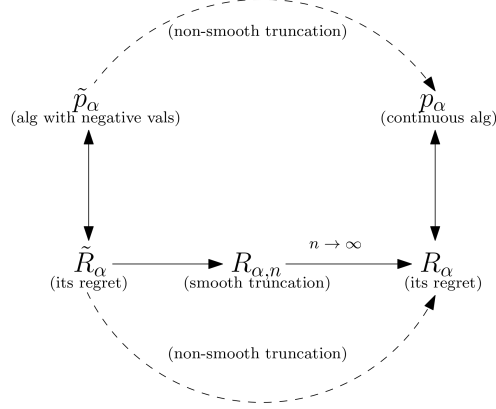 (non-smooth truncation)
p̃_α p_α
(alg with negative vals) (continuous alg)
n → ∞
R̃_α R_{α,n} R_α
(its regret) (smooth truncation) (its regret)
(non-smooth truncation)